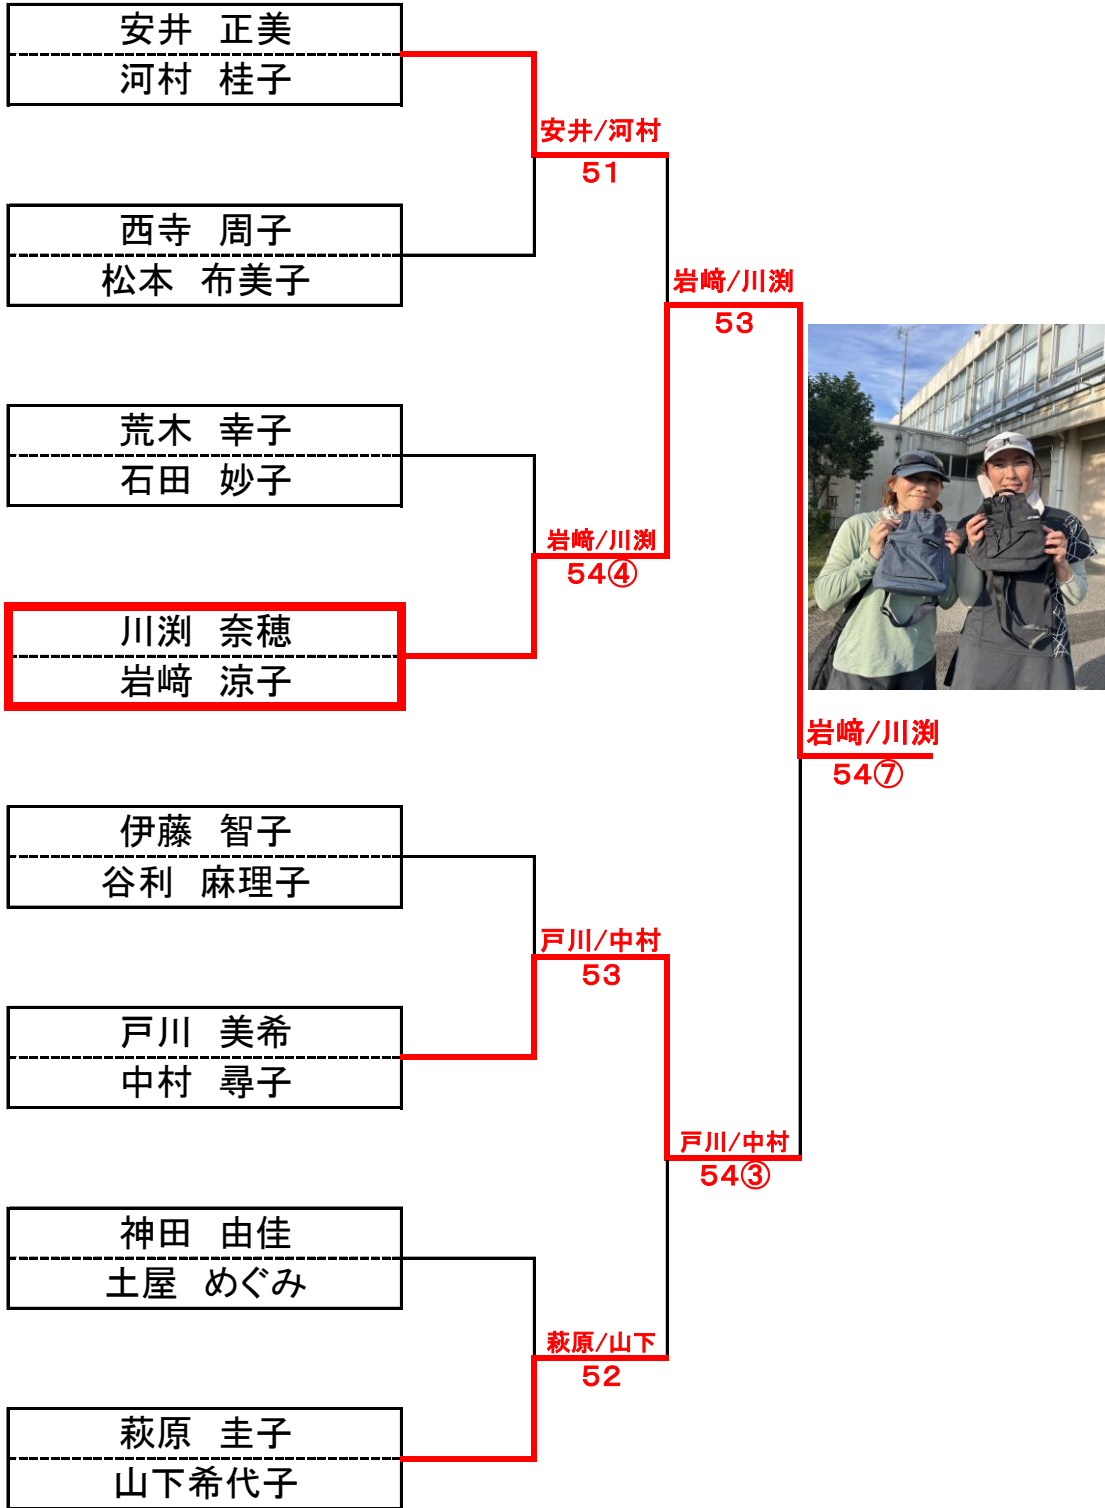 安井　正美
河村　桂子
安井/河村
51
西寺　周子
松本　布美子
岩﨑/川渕
53
荒木　幸子
石田　妙子
岩﨑/川渕
54④
川渕　奈穂
岩﨑　涼子
岩﨑/川渕
54⑦
伊藤　智子
谷利　麻理子
戸川/中村
53
戸川　美希
中村　尋子
戸川/中村
54③
神田　由佳
土屋　めぐみ
萩原/山下
52
萩原　圭子
山下希代子